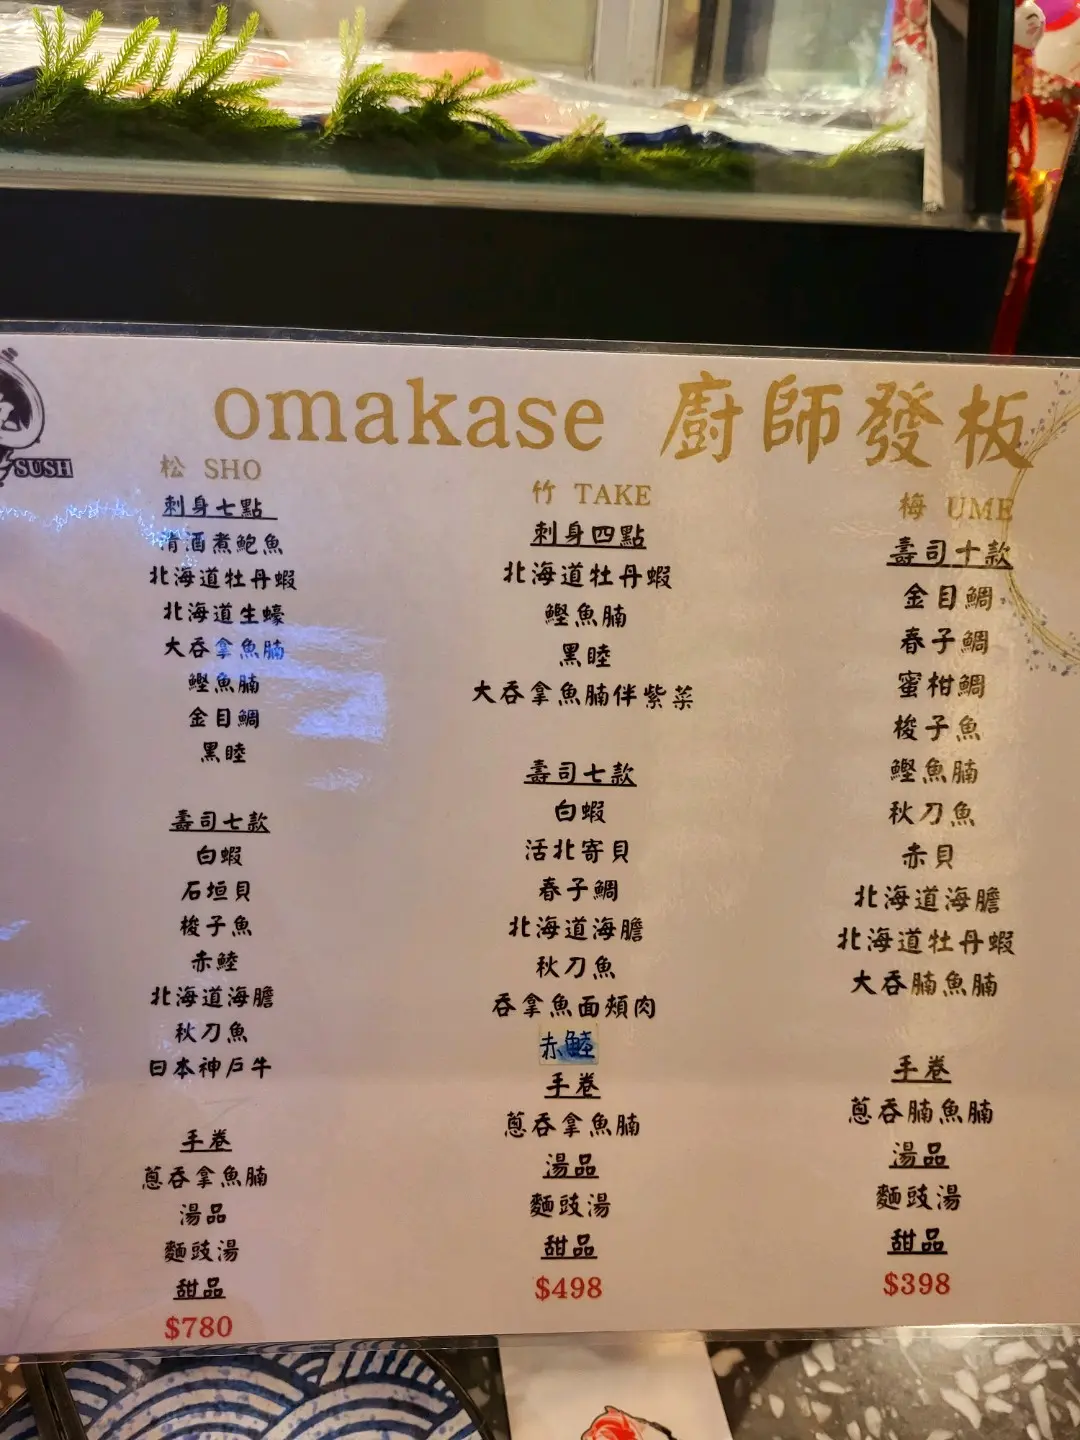 omakase 廚師發板
SUSH
松 SHO
刺身七點
清酒煮鮑魚
北海道牡丹蝦
北海道生蠔
大吞拿魚腩
鰹魚腩
金目鯛
黑睦
壽司七款
白蝦
石垣貝
梭子魚
赤鯥
北海道海膽
秋刀魚
日本神戶牛
手卷
蔥吞拿魚腩
湯品
麵豉湯
甜品
$780
竹 TAKE
刺身四點
北海道牡丹蝦
鰹魚腩
黑睦
大吞拿魚腩伴紫菜
壽司七款
白蝦
活北寄貝
春子鯛
北海道海膽
秋刀魚
吞拿魚面頰肉
赤鯥
手卷
蔥吞拿魚腩
湯品
麵豉湯
甜品
$498
梅 UME
壽司十款
金目鯛
春子鯛
蜜柑鯛
梭子魚
鰹魚腩
秋刀魚
赤貝
北海道海膽
北海道牡丹蝦
大吞腩魚腩
手卷
蔥吞腩魚腩
湯品
麵豉湯
甜品
$398